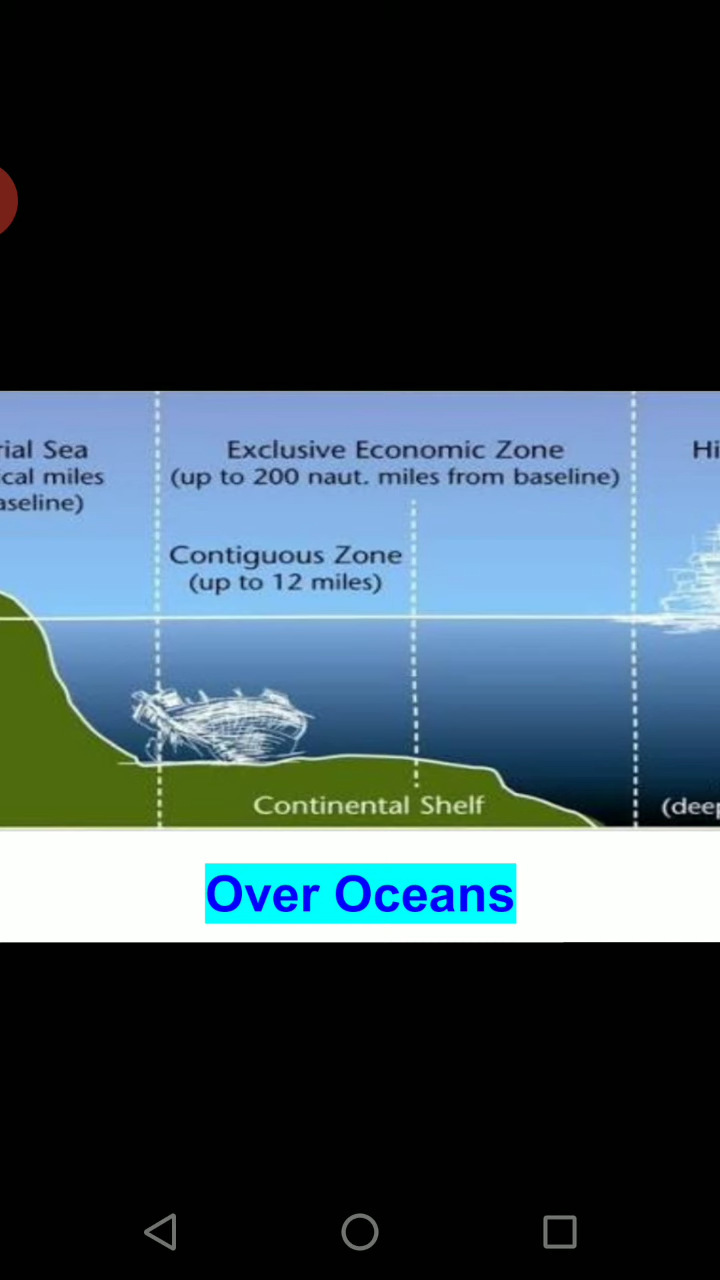 rial Sea
ical miles
aseline)
Exclusive Economic Zone
(up to 200 naut. miles from baseline)
Contiguous Zone
(up to 12 miles)
Hi
Continental Shelf
(deep
Over Oceans